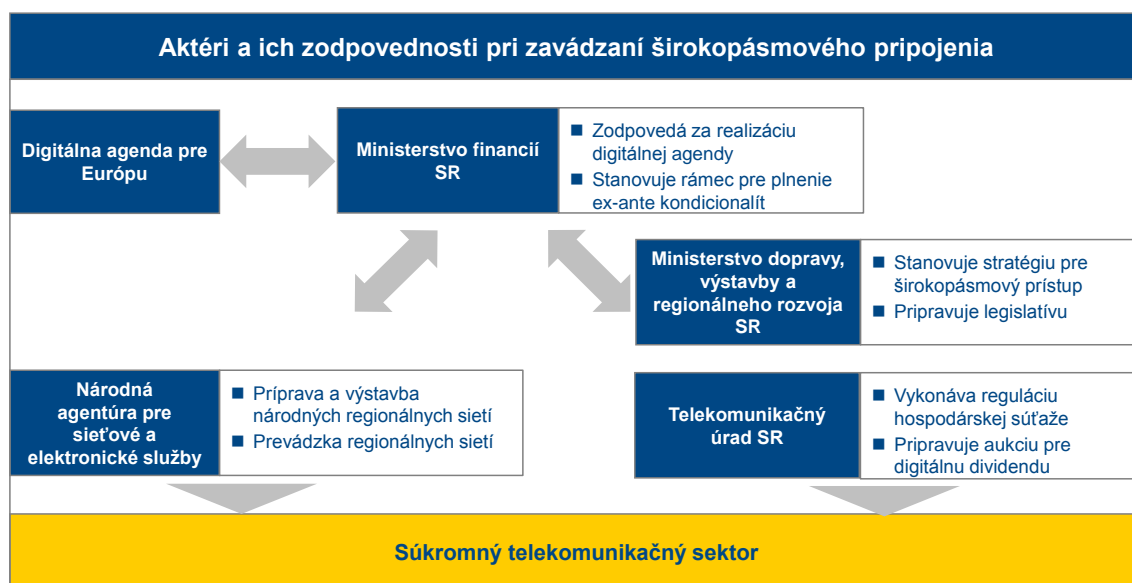 Aktéri a ich zodpovednosti pri zavádzaní širokopásmového pripojenia
Digitálna agenda pre
Európu
Ministerstvo financií
SR
Zodpovedá za realizáciu
digitálnej agendy
Stanovuje rámec pre plnenie
ex-ante kondicionalít
Ministerstvo dopravy,
výstavby a
regionálneho rozvoja
SR
Stanovuje stratégiu pre
širokopásmový prístup
Pripravuje legislatívu
Národná
agentúra pre
sieťové a
elektronické služby
Príprava a výstavba
národných regionálnych sietí
Prevádzka regionálnych sietí
Telekomunikačný
úrad SR
Vykonáva reguláciu
hospodárskej súťaže
Pripravuje aukciu pre
digitálnu dividendu
Súkromný telekomunikačný sektor